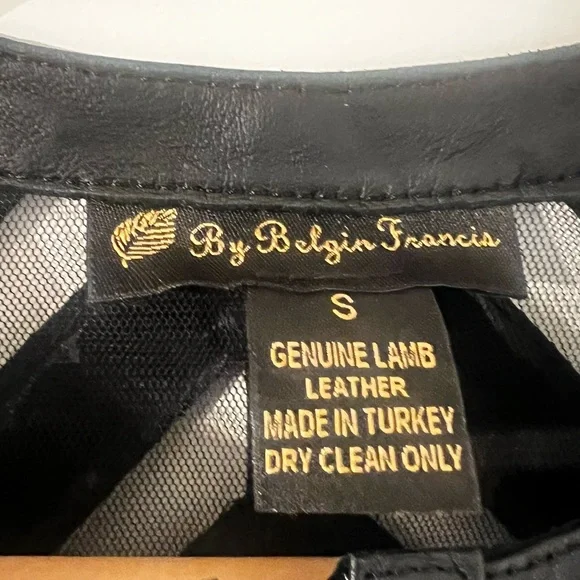 By Belgin Francis
S
GENUINE LAMB
LEATHER
MADE IN TURKEY
DRY CLEAN ONLY